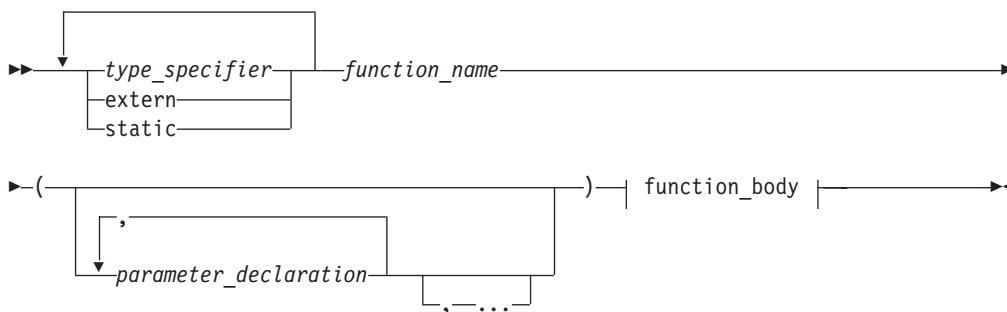 type_specifier function_name
extern
static
( ) function_body
,
parameter_declaration
, ...